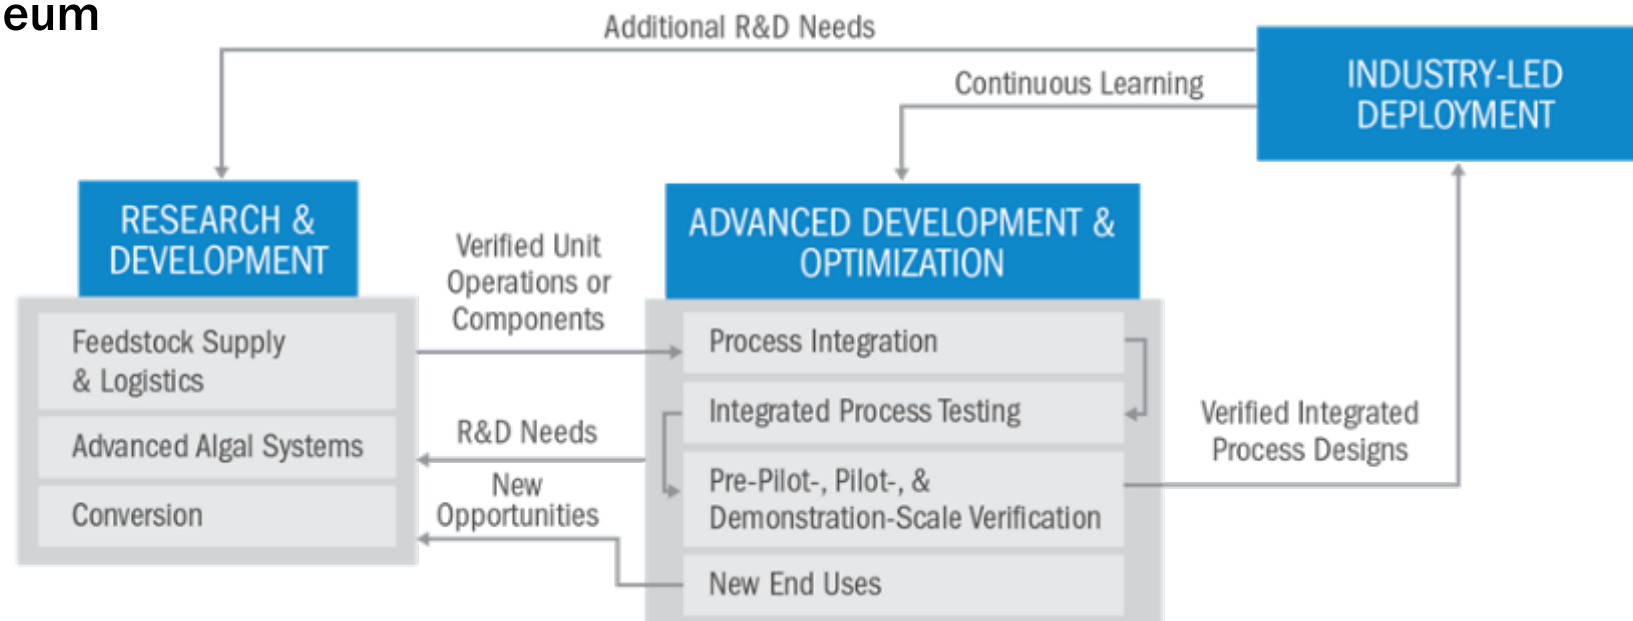 eum
Additional R&D Needs
Continuous Learning
INDUSTRY-LED
DEPLOYMENT
RESEARCH &
DEVELOPMENT
Feedstock Supply
& Logistics
Advanced Algal Systems
Conversion
Verified Unit
Operations or
Components
R&D Needs
New
Opportunities
ADVANCED DEVELOPMENT &
OPTIMIZATION
Process Integration
Integrated Process Testing
Pre-Pilot-, Pilot-, &
Demonstration-Scale Verification
New End Uses
Verified Integrated
Process Designs